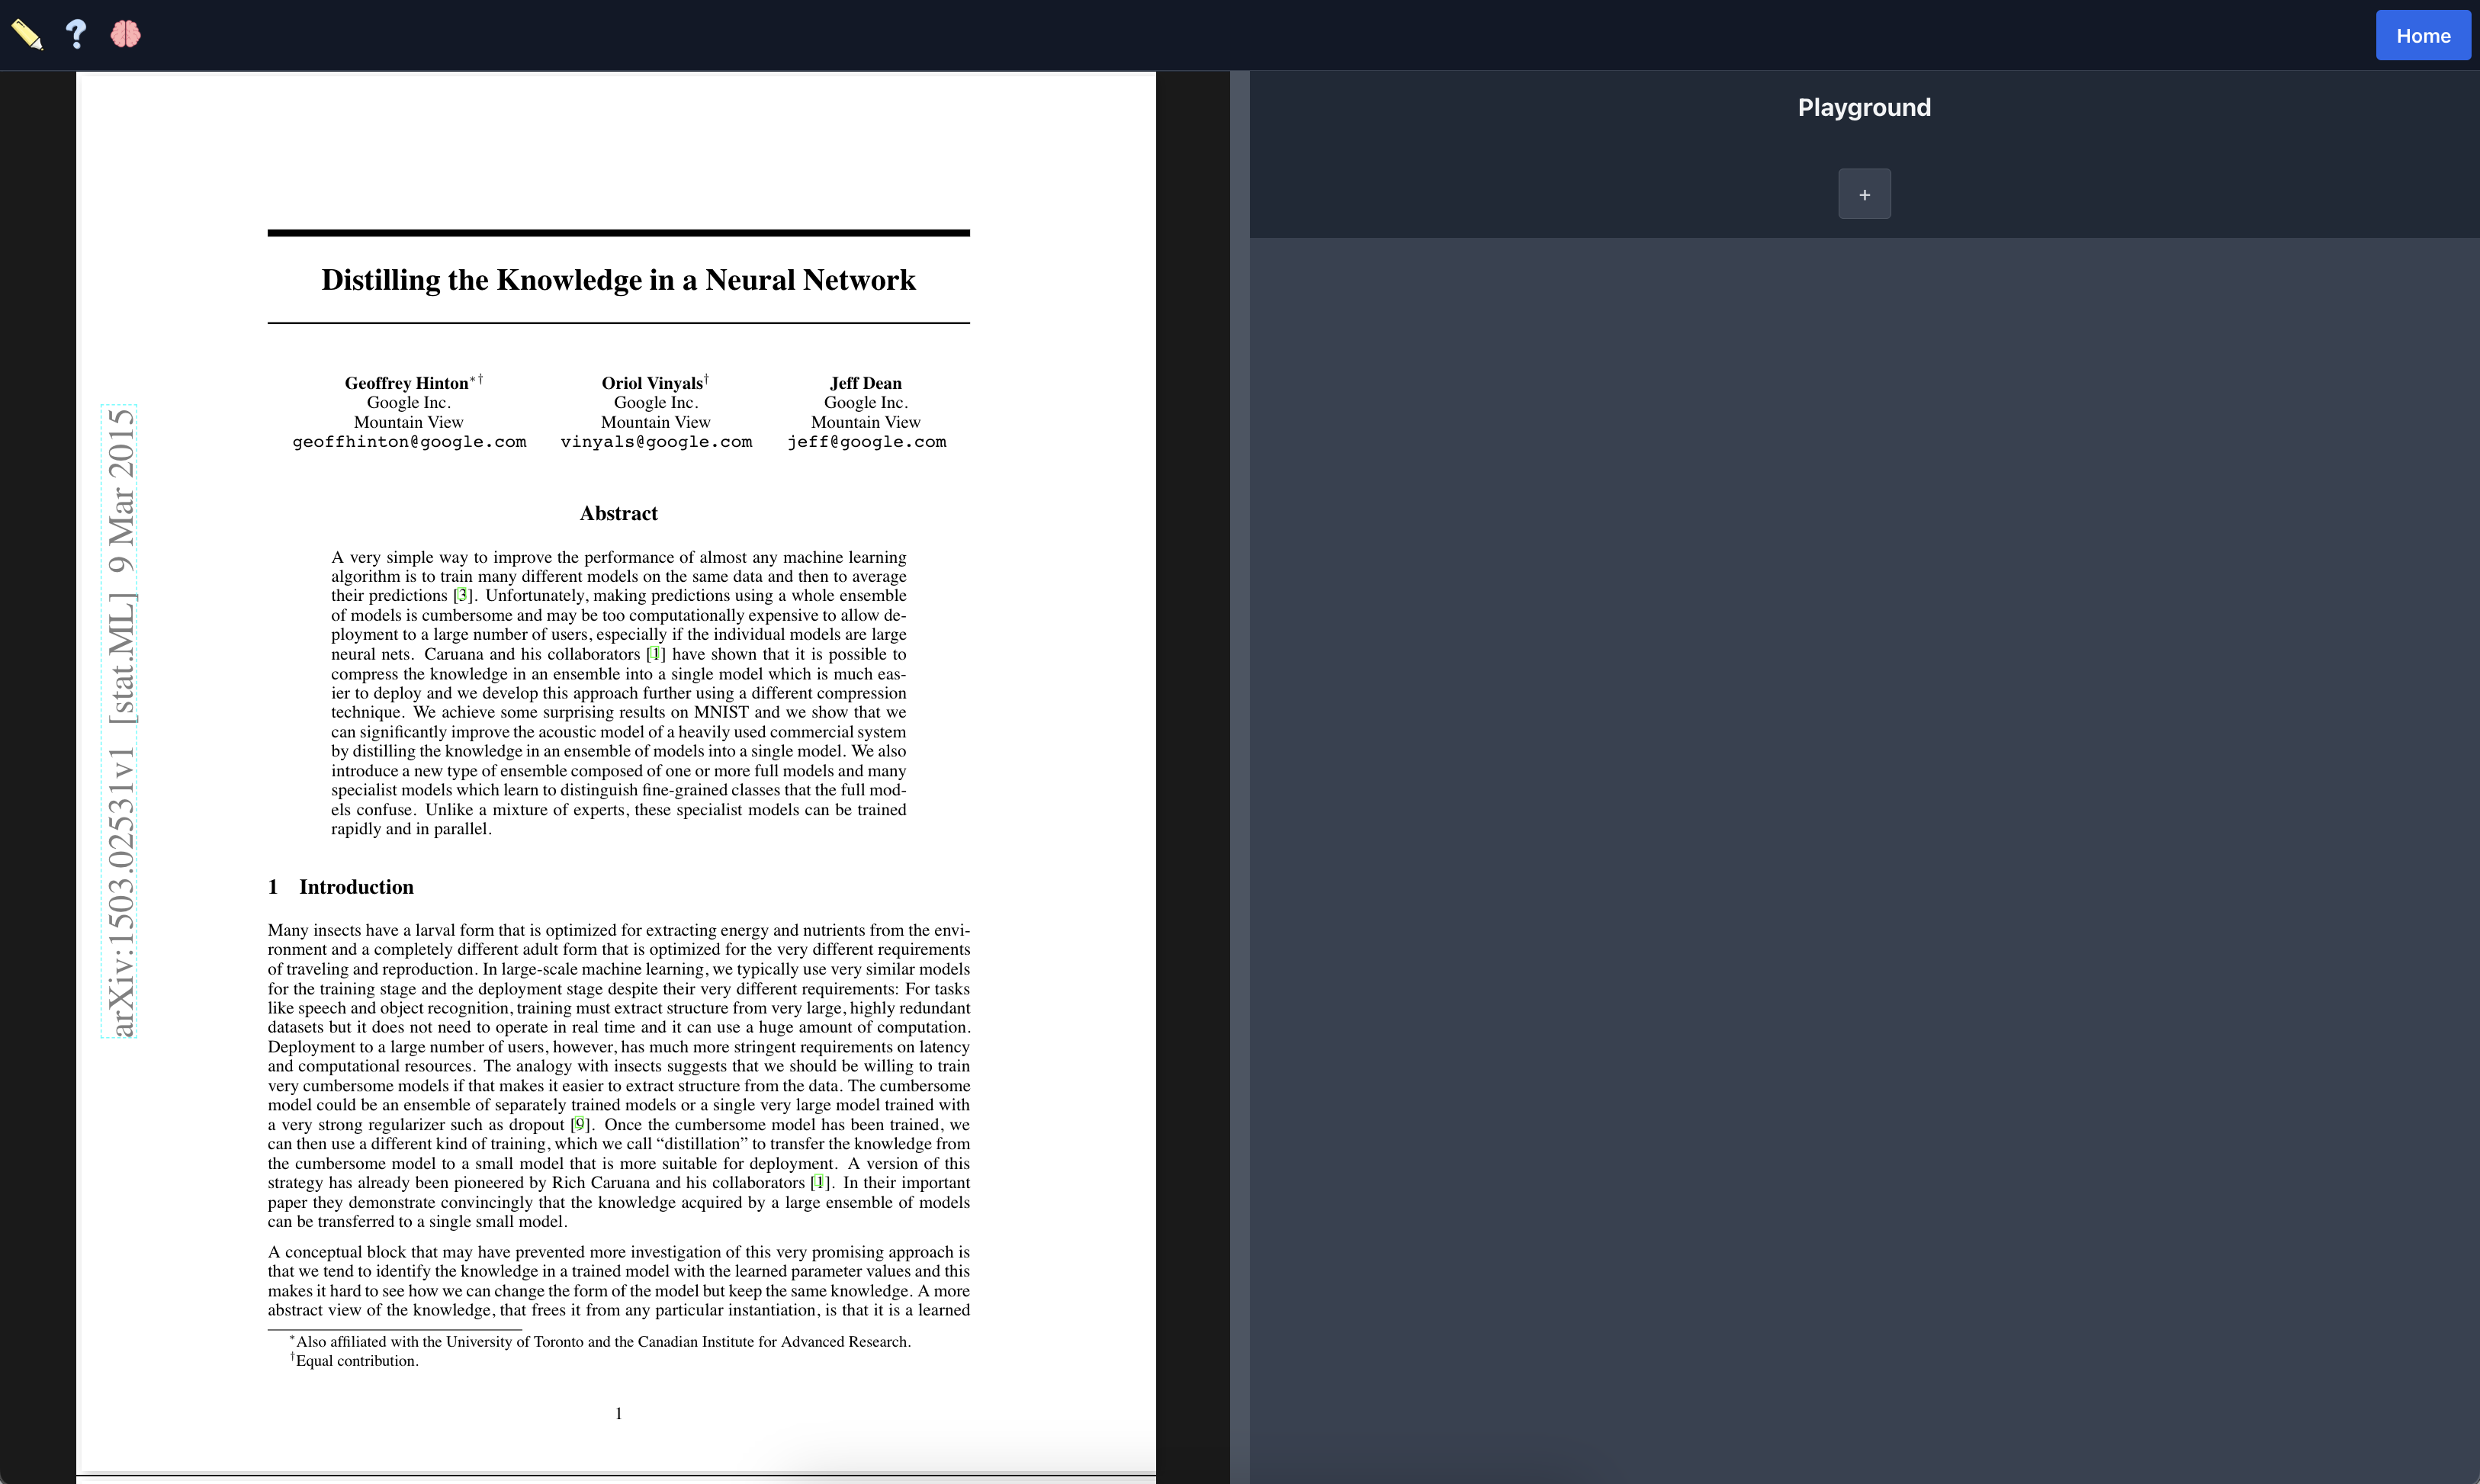 Home
Playground
+
arXiv:1503.02531v1 [stat.ML] 9 Mar 2015
Distilling the Knowledge in a Neural Network
Geoffrey Hinton*†
Google Inc.
Mountain View
geoffhinton@google.com
Oriol Vinyals†
Google Inc.
Mountain View
vinyals@google.com
Jeff Dean
Google Inc.
Mountain View
jeff@google.com
Abstract
A very simple way to improve the performance of almost any machine learning
algorithm is to train many different models on the same data and then to average
their predictions [3]. Unfortunately, making predictions using a whole ensemble
of models is cumbersome and may be too computationally expensive to allow de-
ployment to a large number of users, especially if the individual models are large
neural nets. Caruana and his collaborators [1] have shown that it is possible to
compress the knowledge in an ensemble into a single model which is much eas-
ier to deploy and we develop this approach further using a different compression
technique. We achieve some surprising results on MNIST and we show that we
can significantly improve the acoustic model of a heavily used commercial system
by distilling the knowledge in an ensemble of models into a single model. We also
introduce a new type of ensemble composed of one or more full models and many
specialist models which learn to distinguish fine-grained classes that the full mod-
els confuse. Unlike a mixture of experts, these specialist models can be trained
rapidly and in parallel.
1 Introduction
Many insects have a larval form that is optimized for extracting energy and nutrients from the envi-
ronment and a completely different adult form that is optimized for the very different requirements
of traveling and reproduction. In large-scale machine learning, we typically use very similar models
for the training stage and the deployment stage despite their very different requirements: For tasks
like speech and object recognition, training must extract structure from very large, highly redundant
datasets but it does not need to operate in real time and it can use a huge amount of computation.
Deployment to a large number of users, however, has much more stringent requirements on latency
and computational resources. The analogy with insects suggests that we should be willing to train
very cumbersome models if that makes it easier to extract structure from the data. The cumbersome
model could be an ensemble of separately trained models or a single very large model trained with
a very strong regularizer such as dropout [9]. Once the cumbersome model has been trained, we
can then use a different kind of training, which we call “distillation” to transfer the knowledge from
the cumbersome model to a small model that is more suitable for deployment. A version of this
strategy has already been pioneered by Rich Caruana and his collaborators [1]. In their important
paper they demonstrate convincingly that the knowledge acquired by a large ensemble of models
can be transferred to a single small model.
A conceptual block that may have prevented more investigation of this very promising approach is
that we tend to identify the knowledge in a trained model with the learned parameter values and this
makes it hard to see how we can change the form of the model but keep the same knowledge. A more
abstract view of the knowledge, that frees it from any particular instantiation, is that it is a learned
*Also affiliated with the University of Toronto and the Canadian Institute for Advanced Research.
†Equal contribution.
1